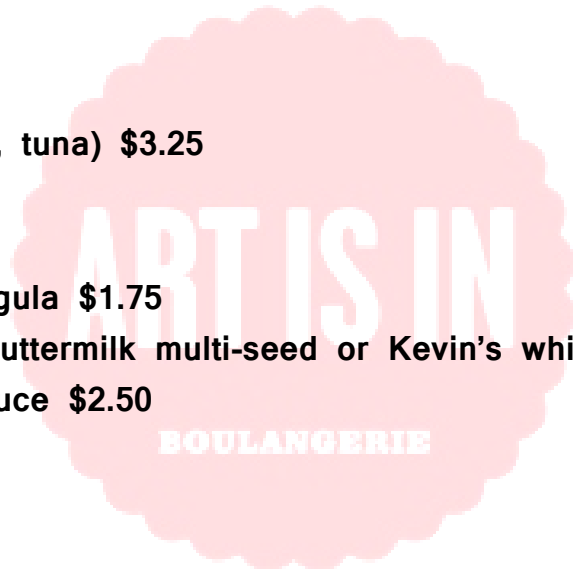 , tuna) $3.25
ART IS IN
gula $1.75
uttermilk multi-seed or Kevin's whi
uce $2.50
BOULANGERIE